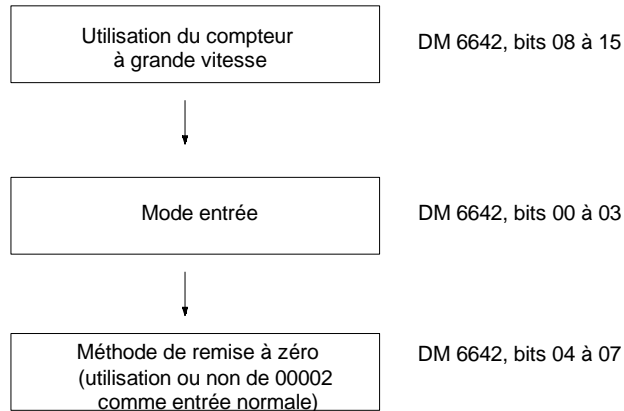 Utilisation du compteur
à grande vitesse
DM 6642, bits 08 à 15
Mode entrée
DM 6642, bits 00 à 03
Méthode de remise à zéro
(utilisation ou non de 00002
comme entrée normale)
DM 6642, bits 04 à 07